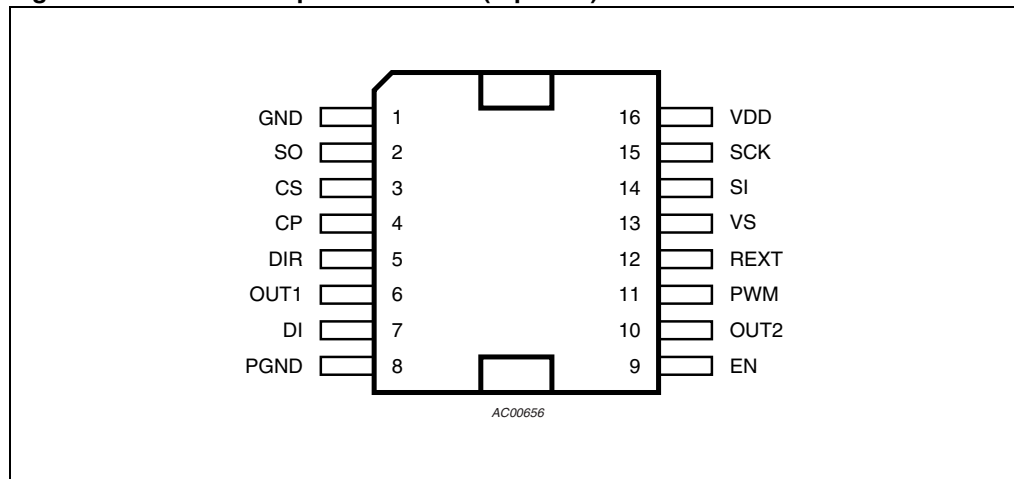 GND 1 16 VDD
SO 2 15 SCK
CS 3 14 SI
CP 4 13 VS
DIR 5 12 REXT
OUT1 6 11 PWM
DI 7 10 OUT2
PGND 8 9 EN
AC00656